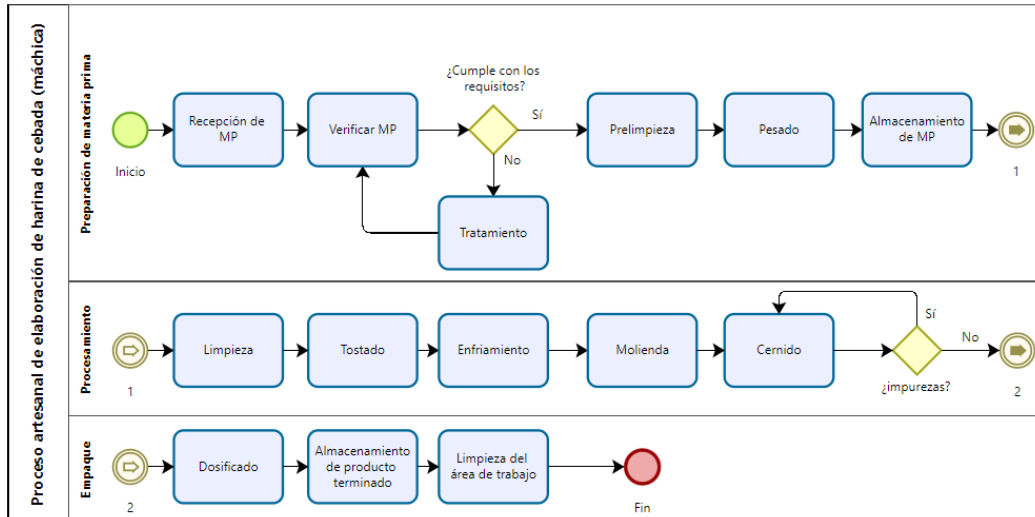 Proceso artesanal de elaboración de harina de cebada (máchica)
Preparación de materia prima
¿Cumple con los
requisitos?
Inicio
Recepción de
MP
Verificar MP
Sí
No
Tratamiento
Prelimpieza
Pesado
Almacenamiento
de MP
1
Procesamiento
1
Limpieza
Tostado
Enfriamiento
Molienda
Cernido
Sí
No
¿impurezas?
2
Empaque
2
Dosificado
Almacenamiento
de producto
terminado
Limpieza del
área de trabajo
Fin